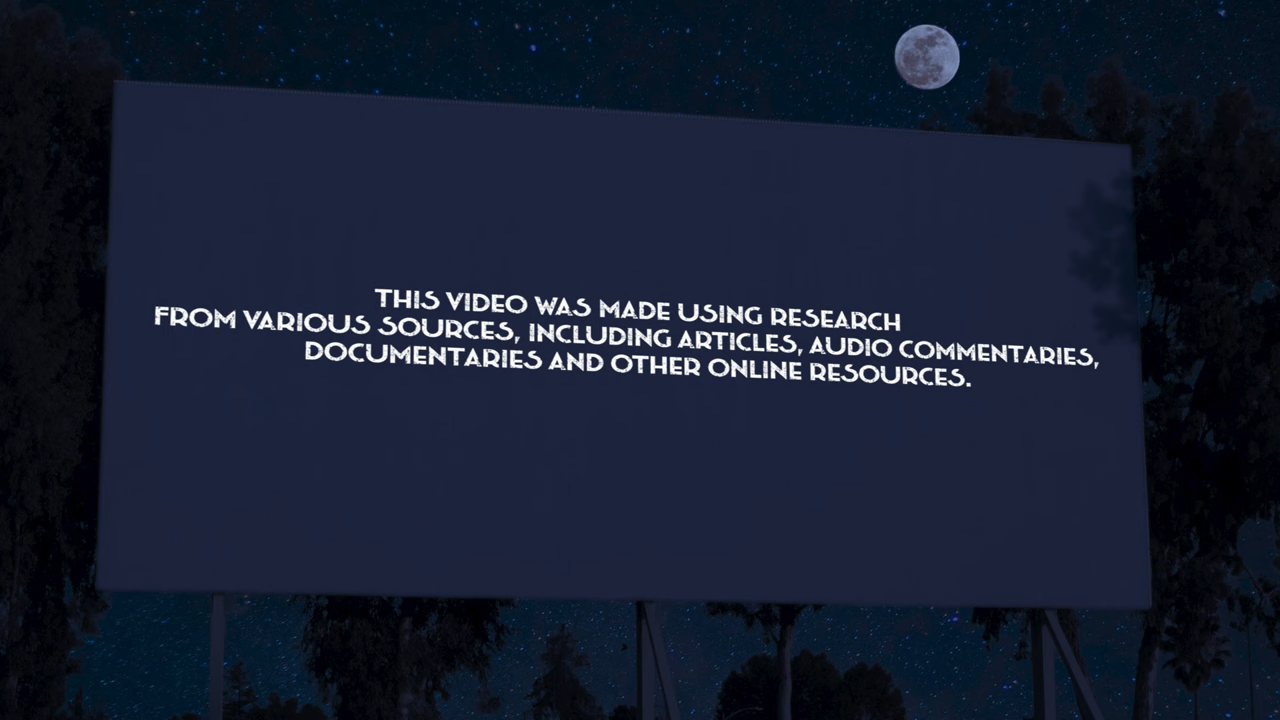 THIS VIDEO WAS MADE USING RESEARCH
FROM VARIOUS SOURCES, INCLUDING ARTICLES, AUDIO COMMENTARIES,
DOCUMENTARIES AND OTHER ONLINE RESOURCES.